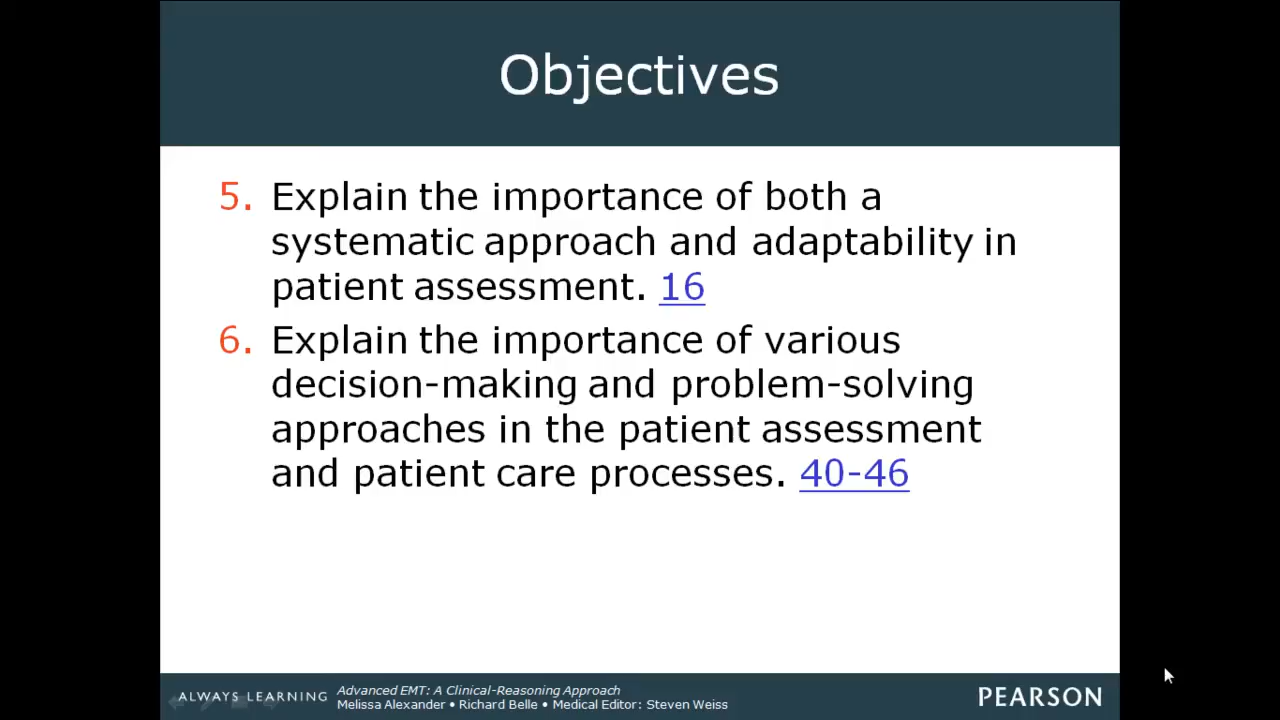 Objectives
5. Explain the importance of both a
systematic approach and adaptability in
patient assessment. 16
6. Explain the importance of various
decision-making and problem-solving
approaches in the patient assessment
and patient care processes. 40-46
ALWAYS LEARNING
Advanced EMT: A Clinical-Reasoning Approach
Melissa Alexander • Richard Belle • Medical Editor: Steven Weiss
PEARSON